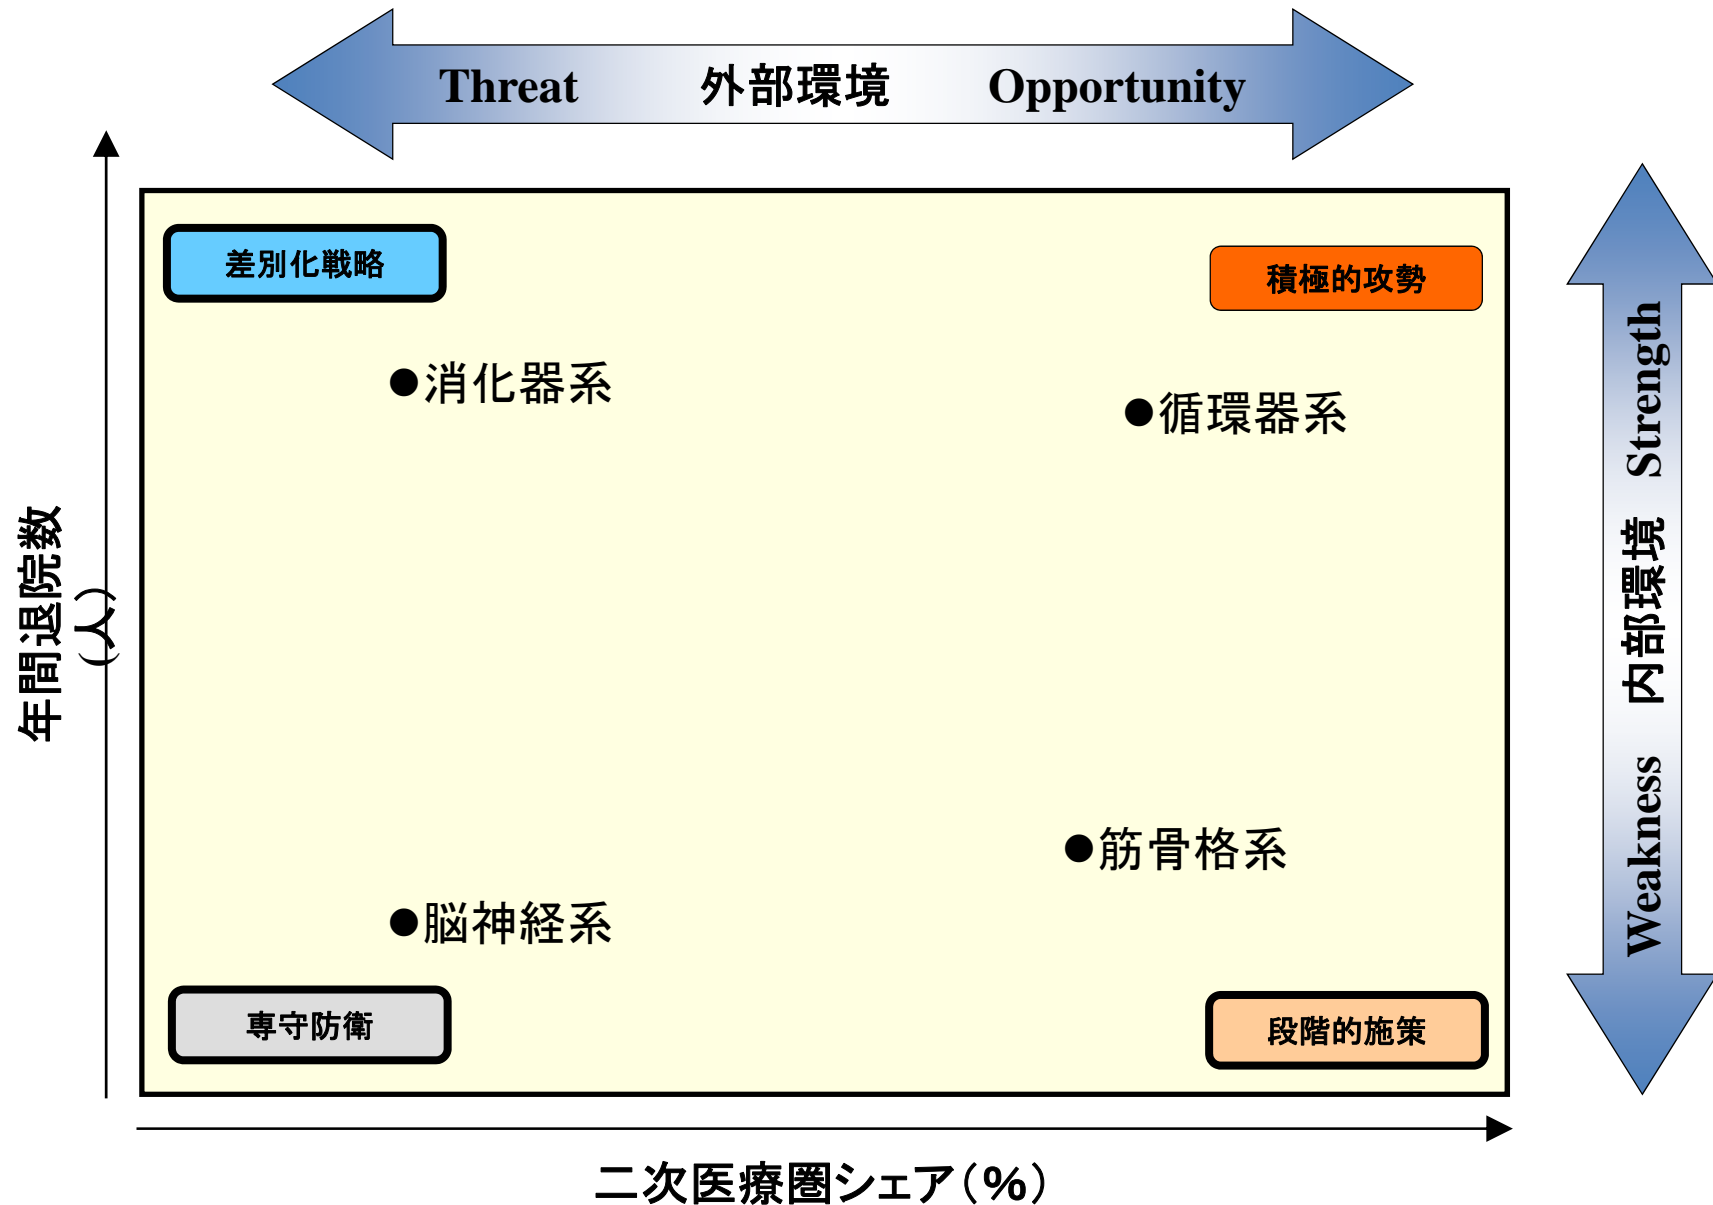 Threat 外部環境 Opportunity
差別化戦略
積極的攻勢
●消化器系
●循環器系
年間退院数
(人)
Strength
内部環境
Weakness
●筋骨格系
●脳神経系
専守防衛
段階的施策
二次医療圏シェア(%)